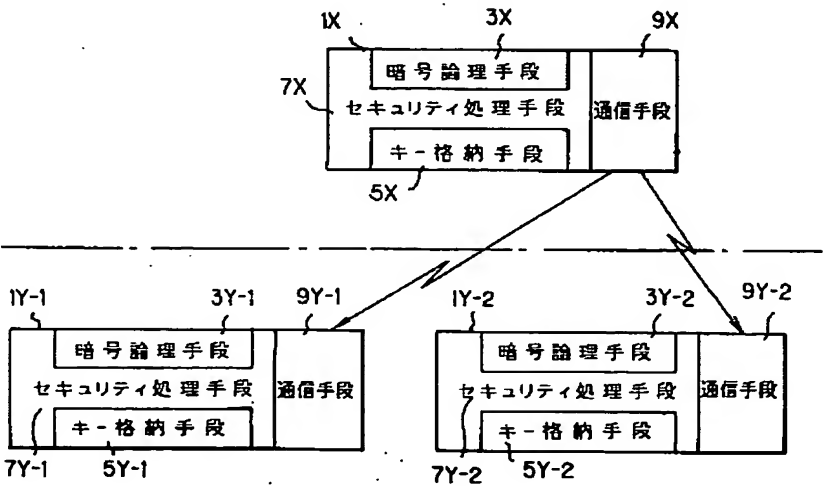 1X 3X 9X
暗号論理手段
7X
セキュリティ処理手段 通信手段
キー格納手段
5X
1Y-1 3Y-1 9Y-1
暗号論理手段
セキュリティ処理手段 通信手段
キー格納手段
7Y-1 5Y-1
1Y-2 3Y-2 9Y-2
暗号論理手段
セキュリティ処理手段 通信手段
キー格納手段
7Y-2 5Y-2